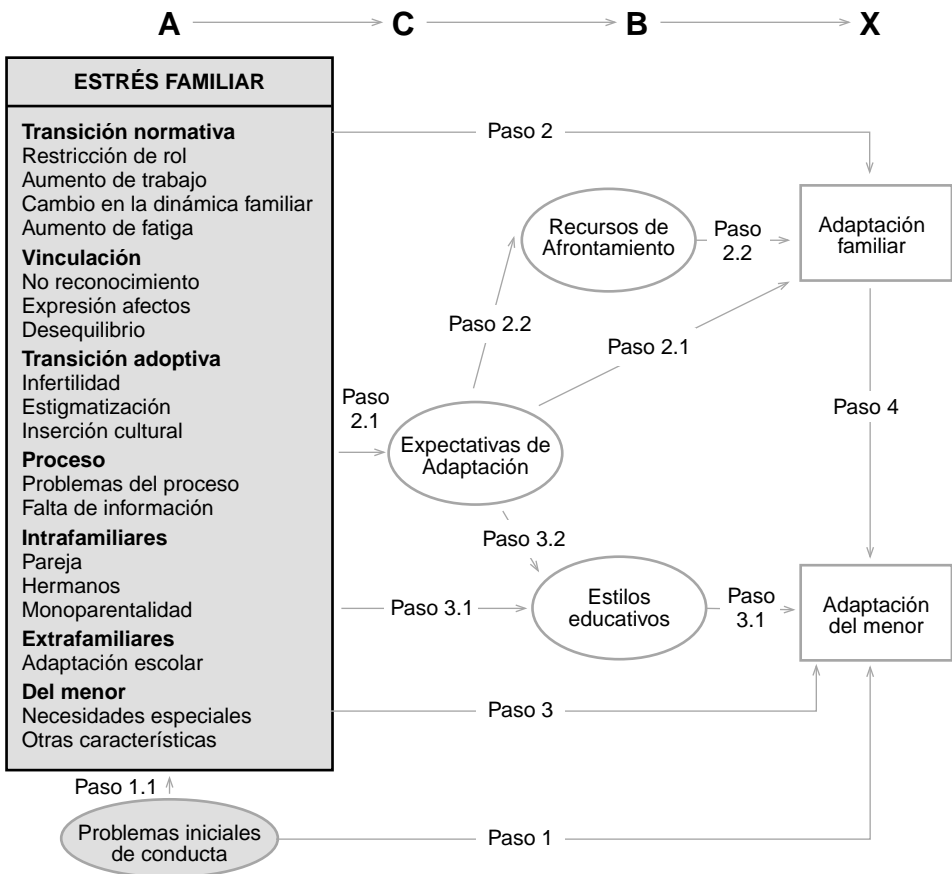 A
C
B
X
ESTRÉS FAMILIAR
Transición normativa
Restricción de rol
Aumento de trabajo
Cambio en la dinámica familiar
Aumento de fatiga
Vinculación
No reconocimiento
Expresión afectos
Desequilibrio
Transición adoptiva
Infertilidad
Estigmatización
Inserción cultural
Proceso
Problemas del proceso
Falta de información
Intrafamiliares
Pareja
Hermanos
Monoparentalidad
Extrafamiliares
Adaptación escolar
Del menor
Necesidades especiales
Otras características
Paso 1.1
Problemas iniciales
de conducta
Paso 2
Recursos de
Afrontamiento
Paso
2.2
Adaptación
familiar
Paso 2.2
Paso 2.1
Paso
2.1
Expectativas de
Adaptación
Paso 4
Paso 3.2
Paso 3.1
Estilos
educativos
Paso
3.1
Adaptación
del menor
Paso 3
Paso 1